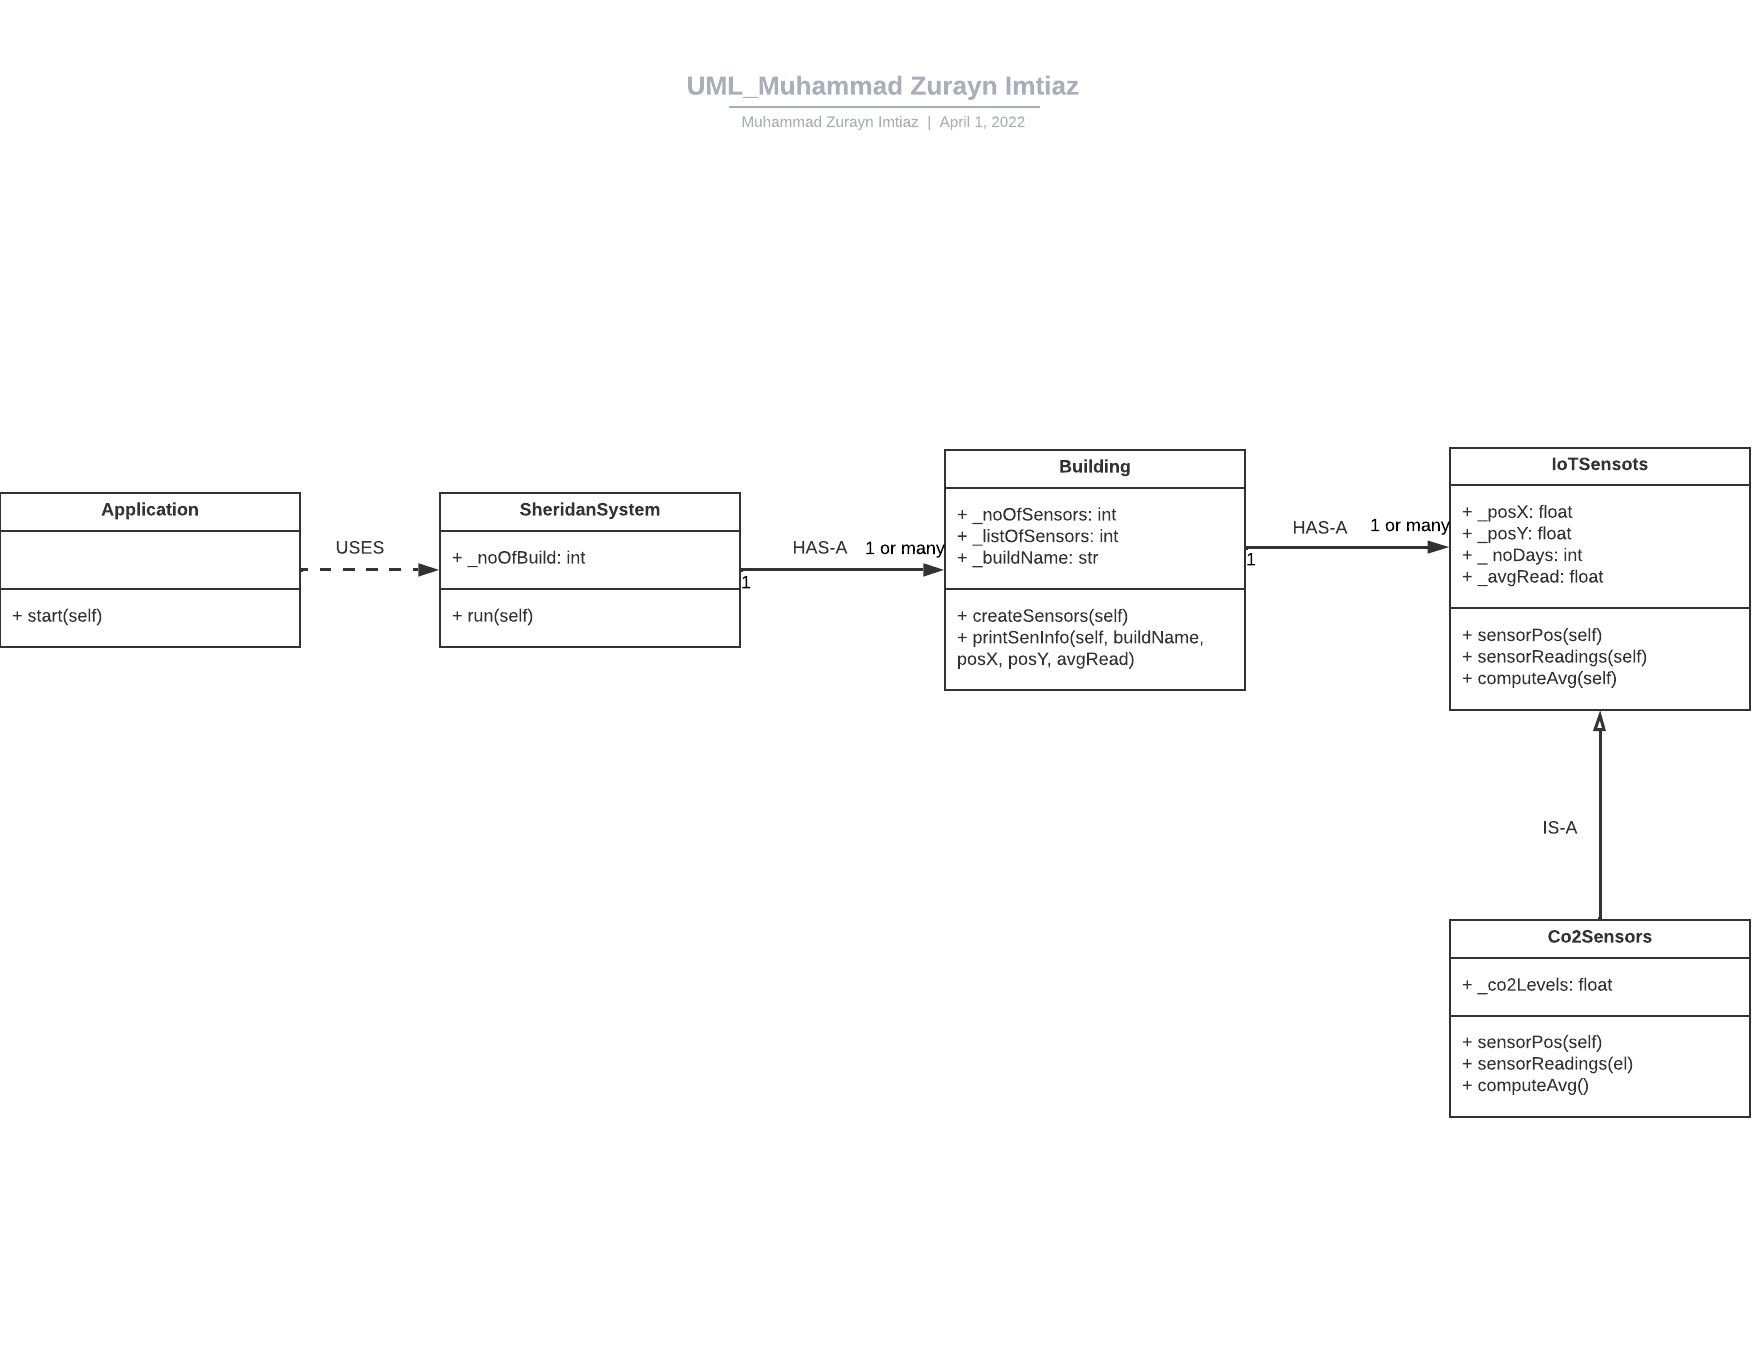 UML_Muhammad Zurayn Imtiaz
Muhammad Zurayn Imtiaz | April 1, 2022
Application
+ start(self)
USES
SheridanSystem
+ _noOfBuild: int
+ run(self)
HAS-A
1 or many
1
Building
+ _noOfSensors: int
+ _listOfSensors: int
+ _buildName: str
+ createSensors(self)
+ printSenInfo(self, buildName,
posX, posY, avgRead)
HAS-A
1 or many
1
IoTSensots
+ _posX: float
+ _posY: float
+ _ noDays: int
+ _avgRead: float
+ sensorPos(self)
+ sensorReadings(self)
+ computeAvg(self)
IS-A
Co2Sensors
+ _co2Levels: float
+ sensorPos(self)
+ sensorReadings(el)
+ computeAvg()